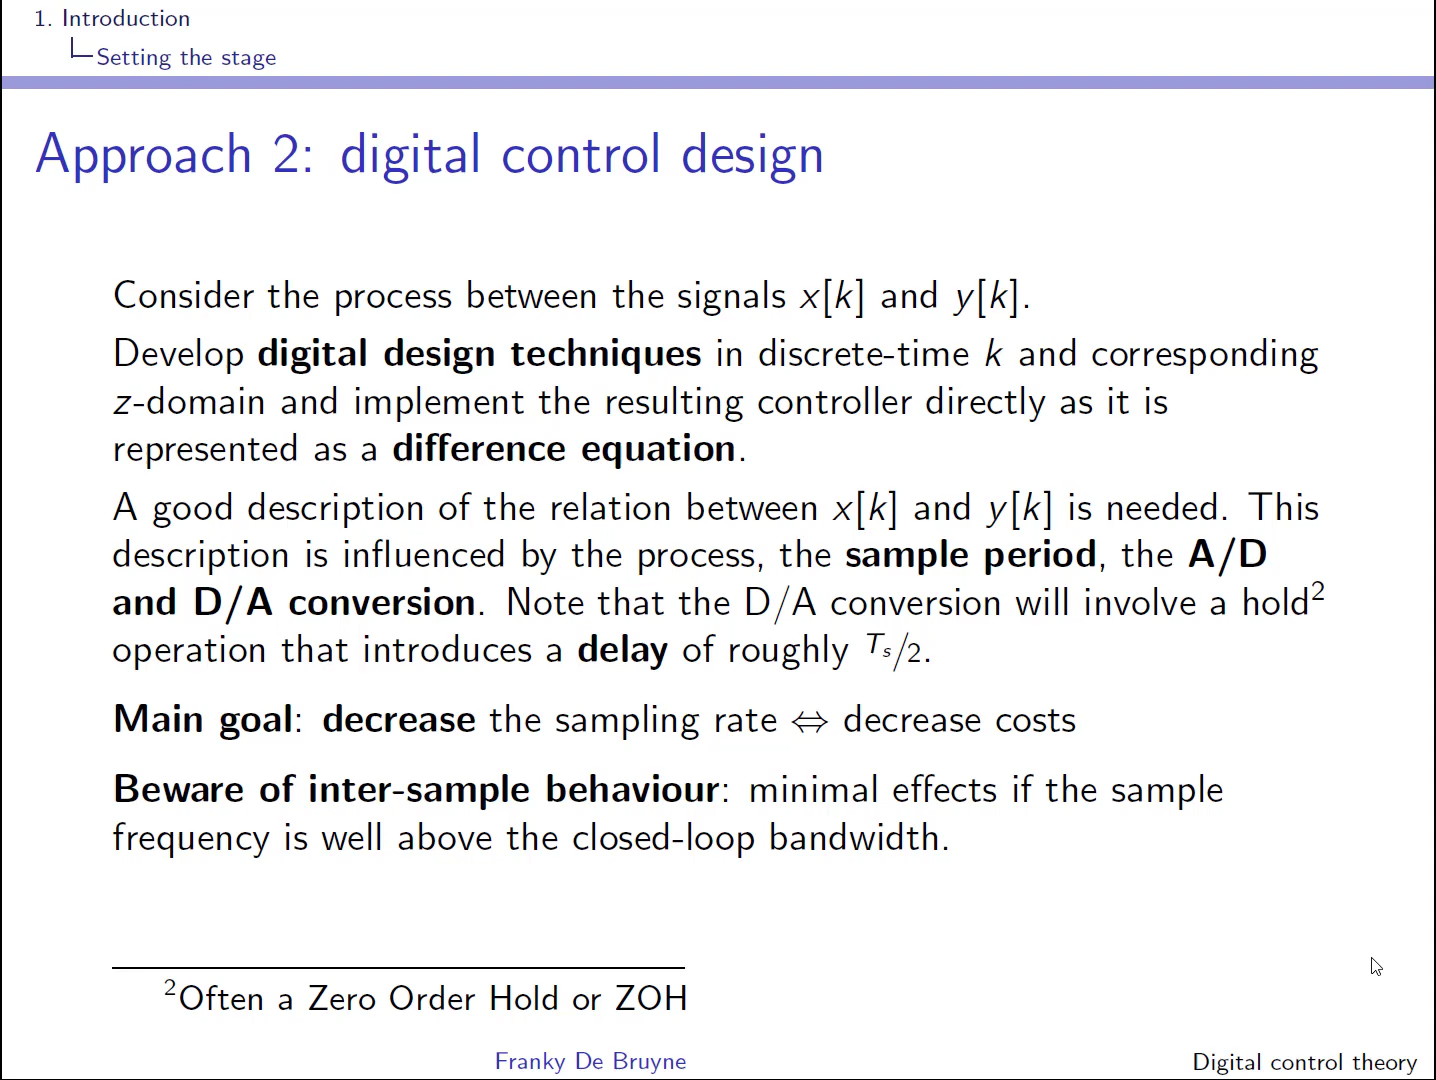 1. Introduction
Setting the stage
Approach 2: digital control design
Consider the process between the signals x[k] and y[k].
Develop digital design techniques in discrete-time k and corresponding
z-domain and implement the resulting controller directly as it is
represented as a difference equation.
A good description of the relation between x[k] and y[k] is needed. This
description is influenced by the process, the sample period, the A/D
and D/A conversion. Note that the D/A conversion will involve a hold²
operation that introduces a delay of roughly Tₛ/2.
Main goal: decrease the sampling rate ⇔ decrease costs
Beware of inter-sample behaviour: minimal effects if the sample
frequency is well above the closed-loop bandwidth.
²Often a Zero Order Hold or ZOH
Franky De Bruyne
Digital control theory